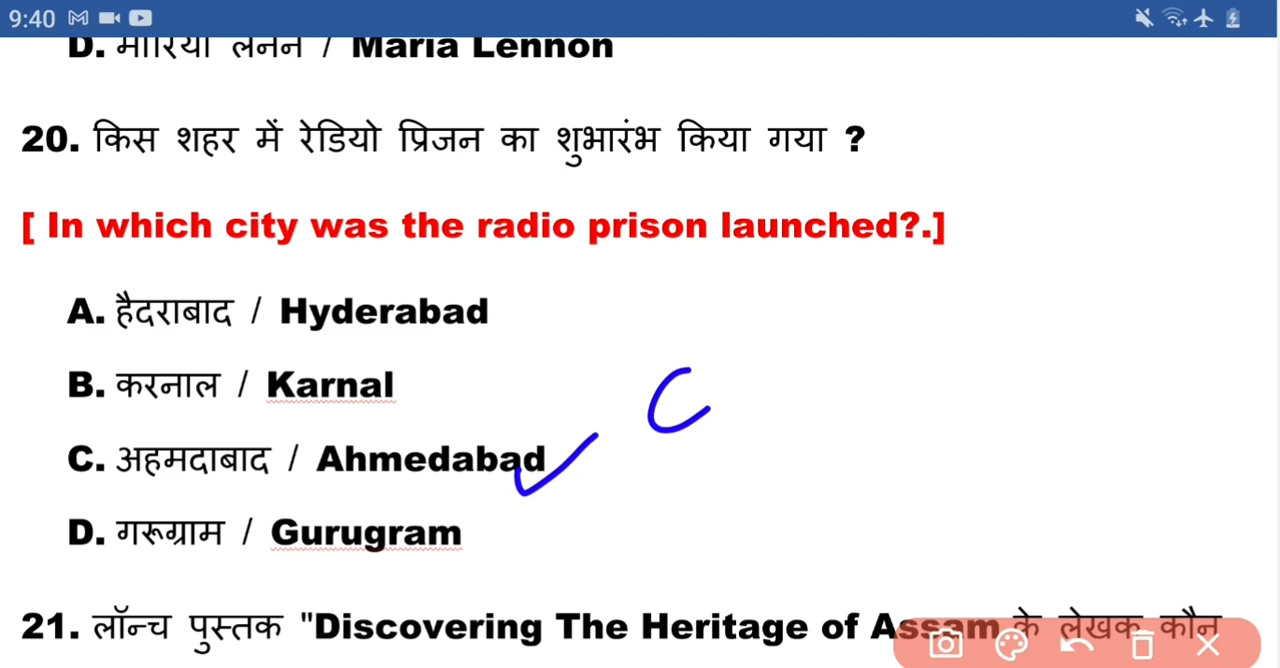 9:40
D. मारिया लेनन / Maria Lennon
20. किस शहर में रेडियो प्रिजन का शुभारंभ किया गया ?
[ In which city was the radio prison launched?.]
A. हैदराबाद / Hyderabad
B. करनाल / Karnal
C
C. अहमदाबाद / Ahmedabad
D. गरूग्राम / Gurugram
21. लॉन्च पुस्तक "Discovering The Heritage of Assam के लेखक कौन